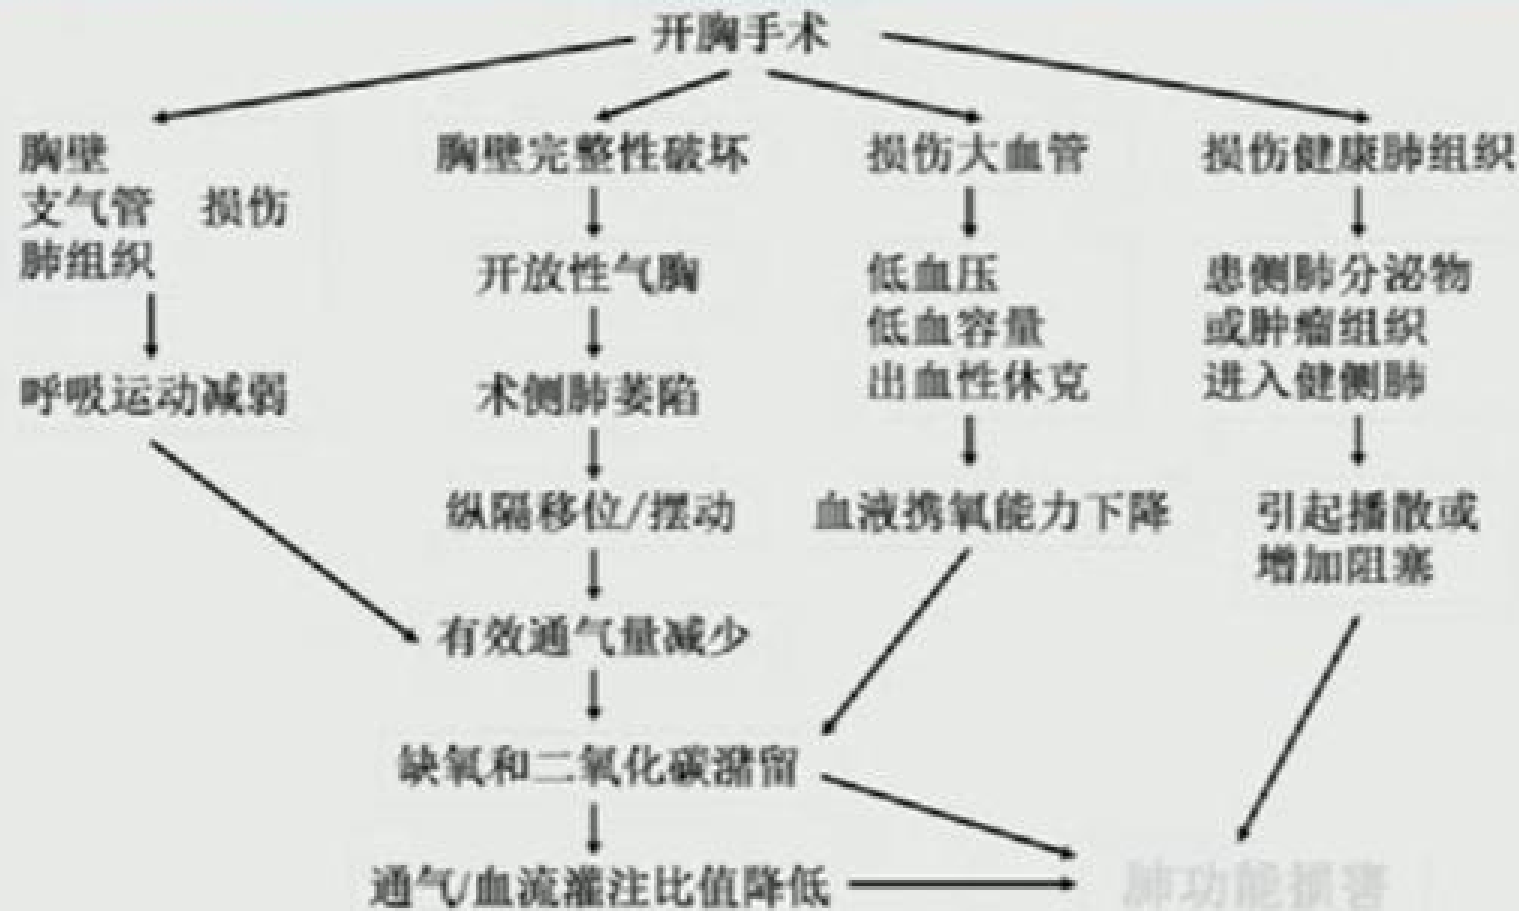 开胸手术
胸壁
支气管 损伤
肺组织
呼吸运动减弱
胸壁完整性破坏
开放性气胸
术侧肺萎陷
纵隔移位/摆动
有效通气量减少
缺氧和二氧化碳潴留
通气/血流灌注比值降低
损伤大血管
低血压
低血容量
出血性休克
血液携氧能力下降
损伤健康肺组织
患侧肺分泌物
或肿瘤组织
进入健侧肺
引起播散或
增加阻塞
肺功能损害